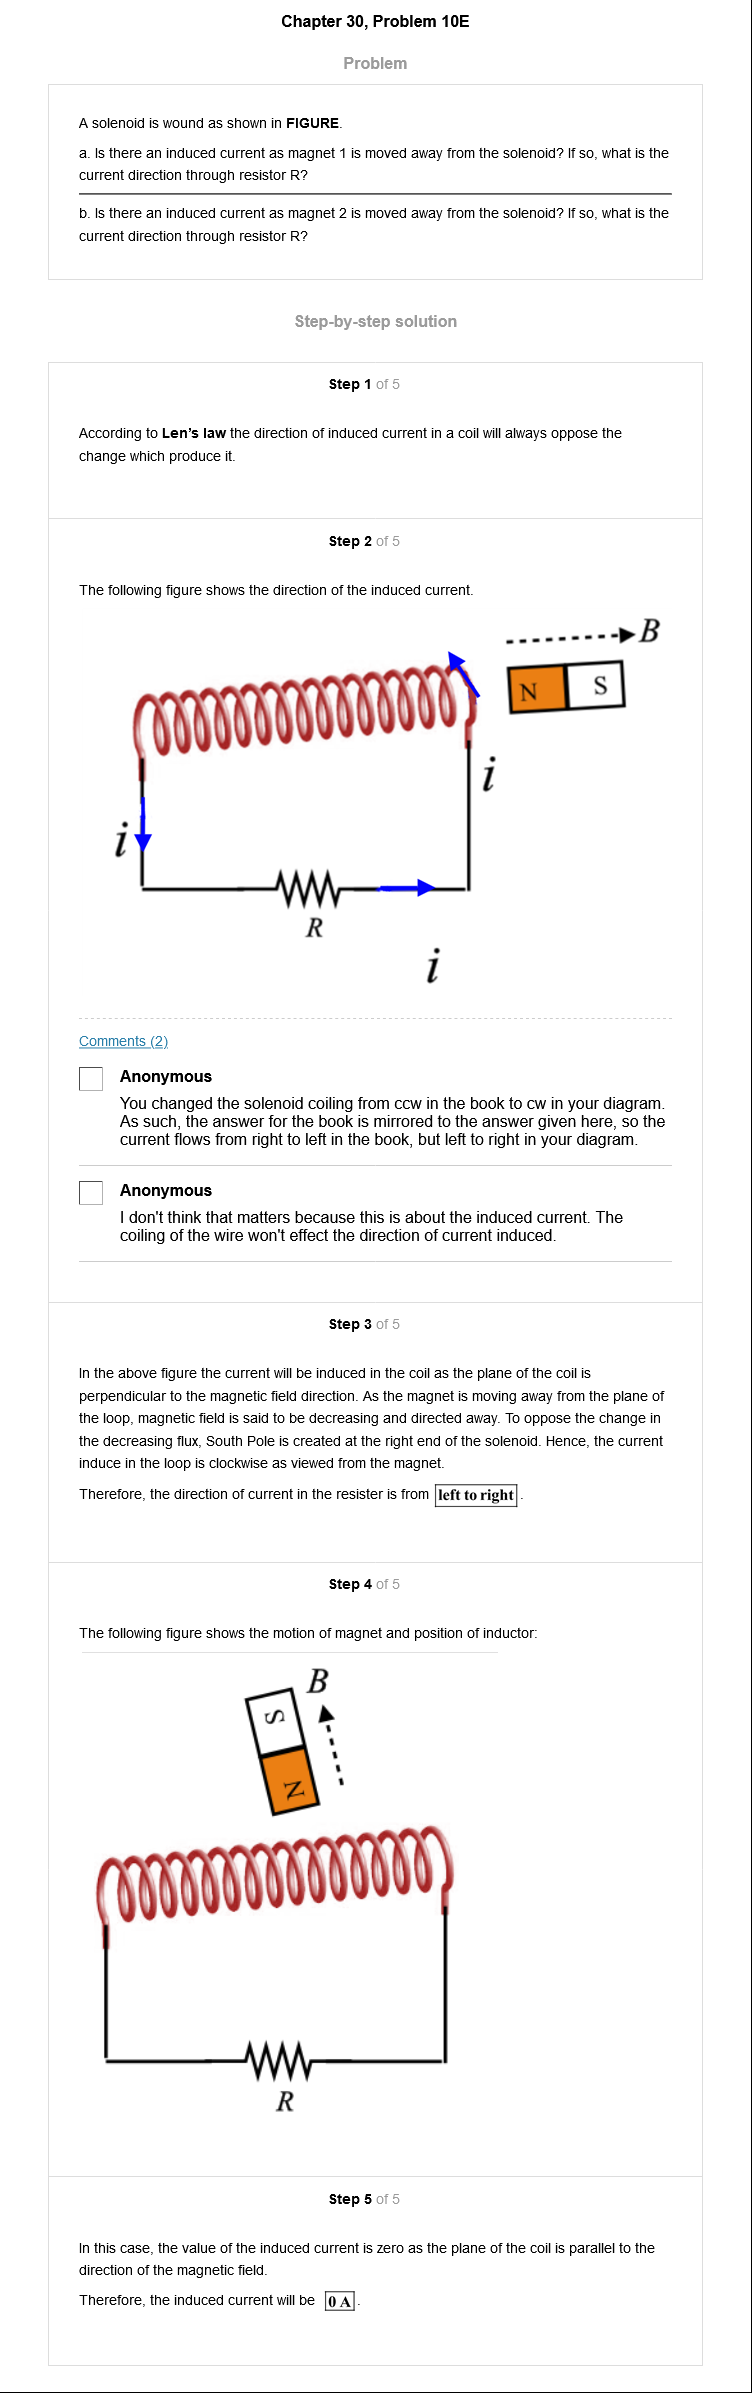 Chapter 30, Problem 10E
Problem
A solenoid is wound as shown in FIGURE.
a. Is there an induced current as magnet 1 is moved away from the solenoid? If so, what is the
current direction through resistor R?
b. Is there an induced current as magnet 2 is moved away from the solenoid? If so, what is the
current direction through resistor R?
Step-by-step solution
Step 1 of 5
According to Len's law the direction of induced current in a coil will always oppose the
change which produce it.
Step 2 of 5
The following figure shows the direction of the induced current.
B
N S
i
i
R
i
Comments (2)
Anonymous
You changed the solenoid coiling from ccw in the book to cw in your diagram.
As such, the answer for the book is mirrored to the answer given here, so the
current flows from right to left in the book, but left to right in your diagram.
Anonymous
I don't think that matters because this is about the induced current. The
coiling of the wire won't effect the direction of current induced.
Step 3 of 5
In the above figure the current will be induced in the coil as the plane of the coil is
perpendicular to the magnetic field direction. As the magnet is moving away from the plane of
the loop, magnetic field is said to be decreasing and directed away. To oppose the change in
the decreasing flux, South Pole is created at the right end of the solenoid. Hence, the current
induce in the loop is clockwise as viewed from the magnet.
Therefore, the direction of current in the resister is from left to right.
Step 4 of 5
The following figure shows the motion of magnet and position of inductor:
B
S
N
R
Step 5 of 5
In this case, the value of the induced current is zero as the plane of the coil is parallel to the
direction of the magnetic field.
Therefore, the induced current will be 0 A.